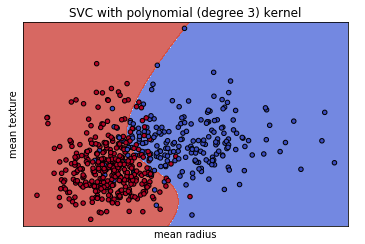 SVC with polynomial (degree 3) kernel
mean texture
mean radius